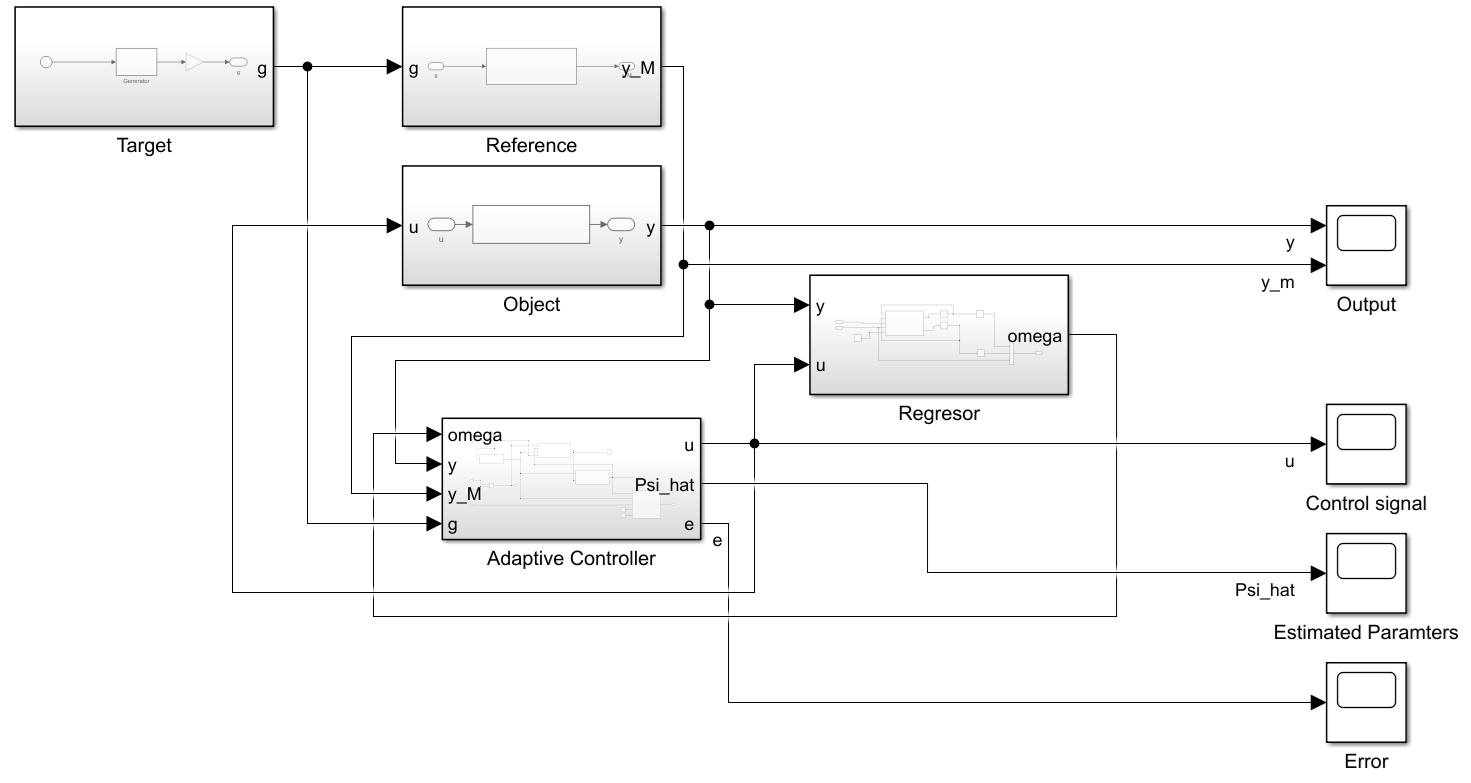 Generator
g
g
Target
g
g
y_M
Reference
u
u
y
y
Object
y
y_m
Output
y
u
omega
Regresor
omega
y
y_M
g
u
Psi_hat
e
e
Adaptive Controller
u
Control signal
Psi_hat
Estimated Paramters
Error